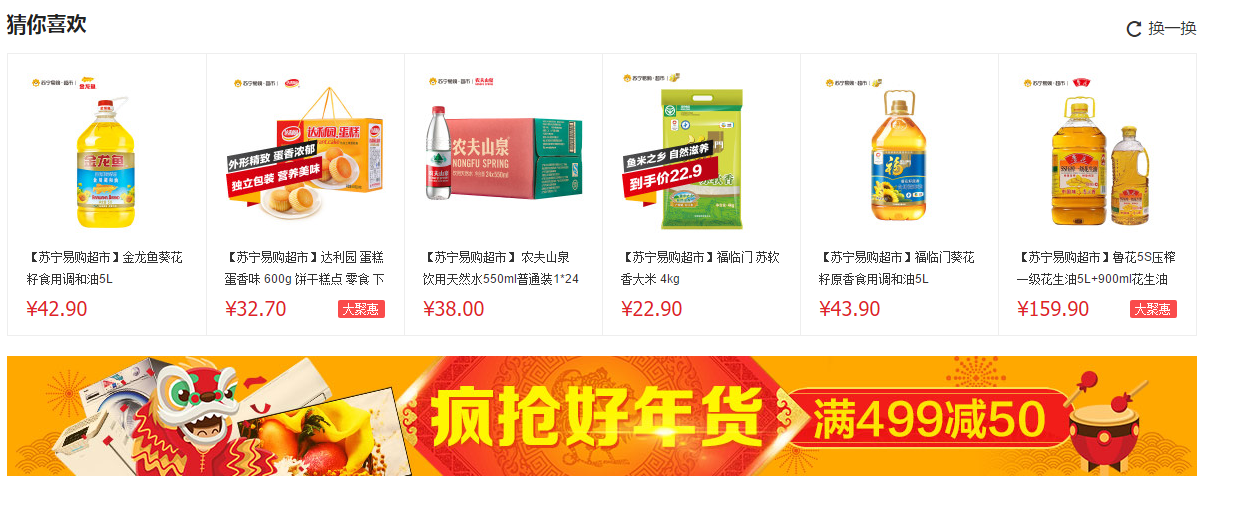 猜你喜欢
换一换
苏宁易购·超市
金龙鱼
金龙鱼
【苏宁易购超市】金龙鱼葵花
籽食用调和油5L
¥42.90
苏宁易购·超市
达利园.蛋糕
外形精致 蛋香浓郁
独立包装 营养美味
【苏宁易购超市】达利园 蛋糕
蛋香味 600g 饼干糕点 零食 下
¥32.70
大聚惠
苏宁易购·超市
农夫山泉
农夫山泉
NONGFU SPRING
农夫山泉
【苏宁易购超市】农夫山泉
饮用天然水550ml普通装1*24
¥38.00
苏宁易购·超市
鱼米之乡 自然滋养
到手价22.9
【苏宁易购超市】福临门 苏软
香大米 4kg
¥22.90
苏宁易购·超市
福
【苏宁易购超市】福临门葵花
籽原香食用调和油5L
¥43.90
苏宁易购·超市
【苏宁易购超市】鲁花5S压榨
一级花生油5L+900ml花生油
¥159.90
大聚惠
疯抢好年货
满499减50